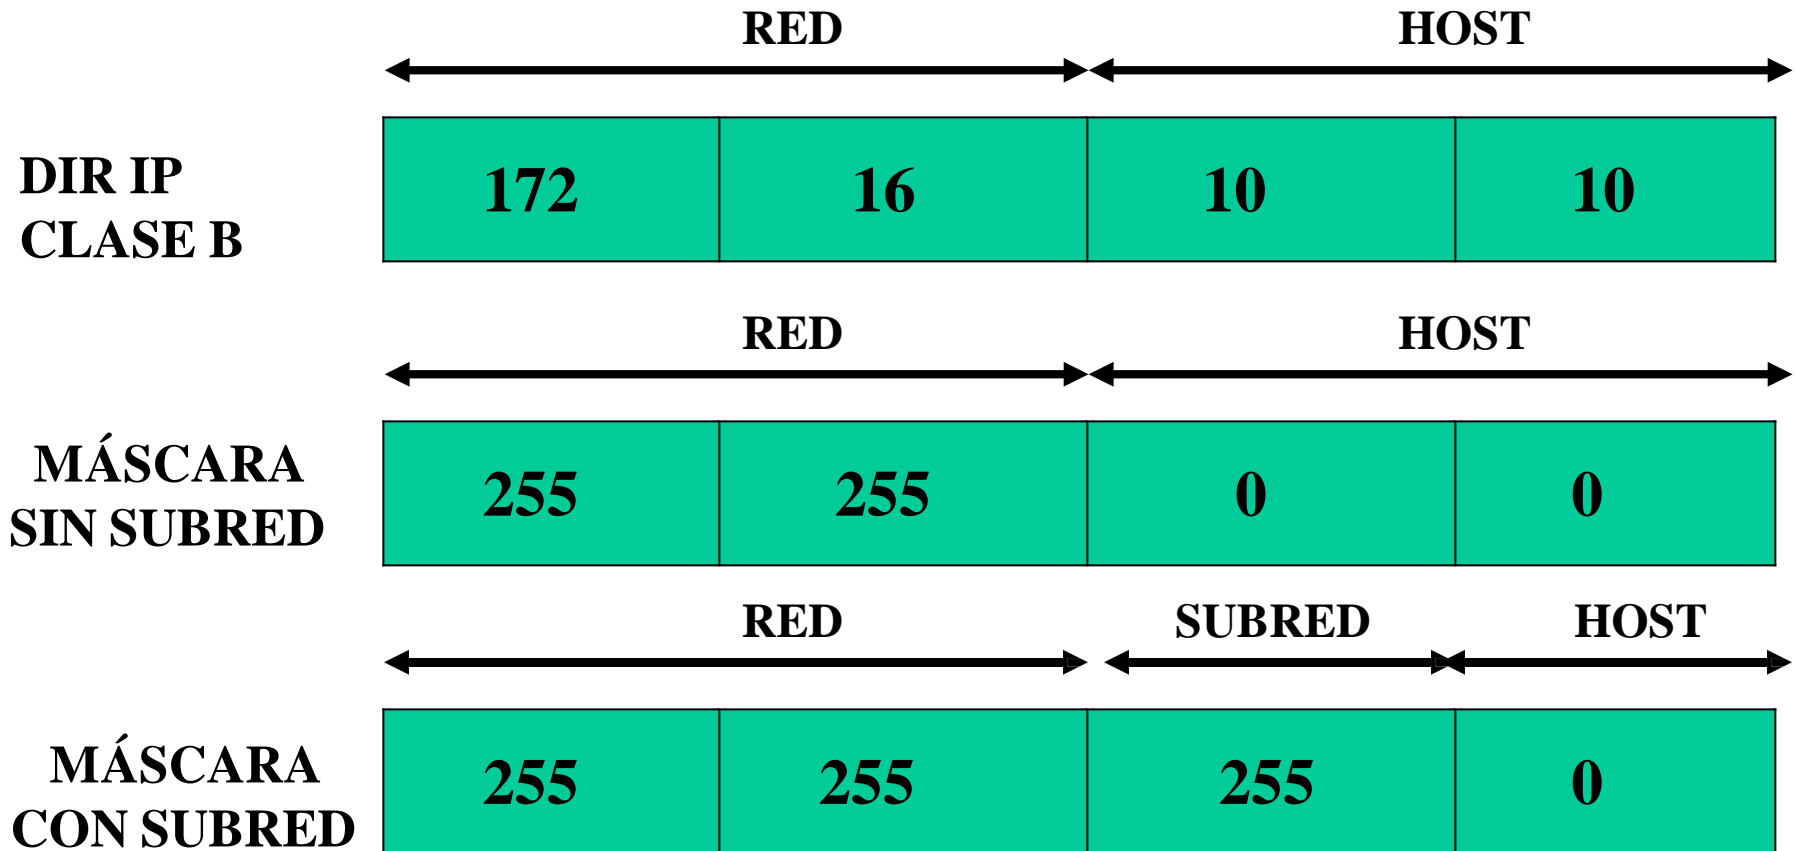 RED HOST
DIR IP
CLASE B
172 16 10 10
RED HOST
MÁSCARA
SIN SUBRED
255 255 0 0
RED SUBRED HOST
MÁSCARA
CON SUBRED
255 255 255 0